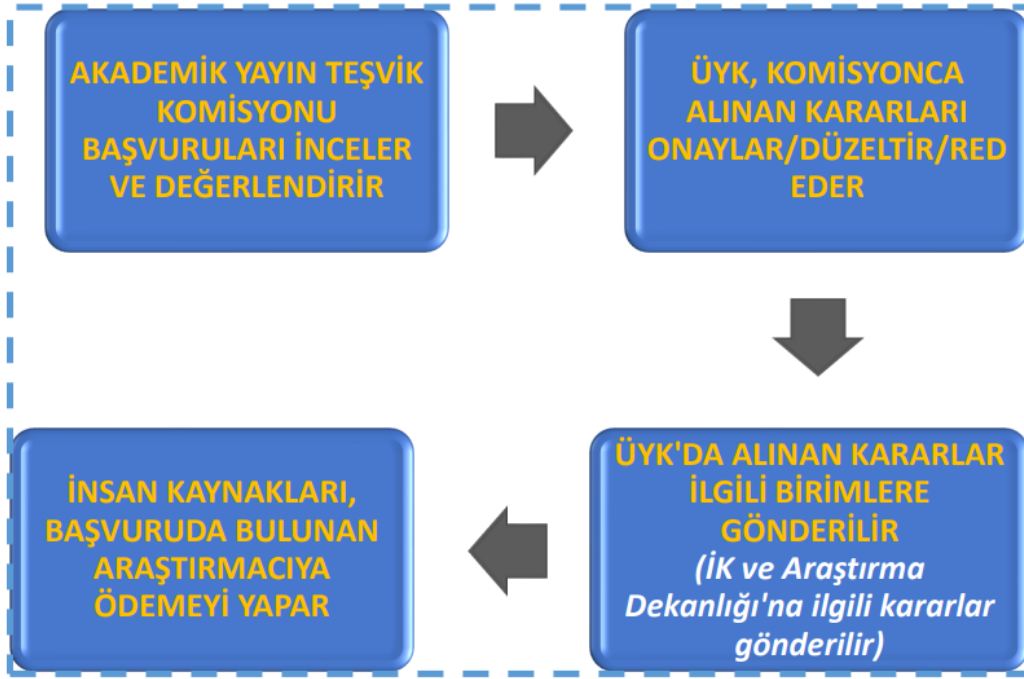 AKADEMİK YAYIN TEŞVİK
KOMİSYONU
BAŞVURULARI İNCELER
VE DEĞERLENDİRİR
ÜYK, KOMİSYONCA
ALINAN KARARLARI
ONAYLAR/DÜZELTİR/RED
EDER
ÜYK'DA ALINAN KARARLAR
İLGİLİ BİRİMLERE
GÖNDERİLİR
(İK ve Araştırma
Dekanlığı'na ilgili kararlar
gönderilir)
İNSAN KAYNAKLARI,
BAŞVURUDA BULUNAN
ARAŞTIRMACIYA
ÖDEMEYİ YAPAR